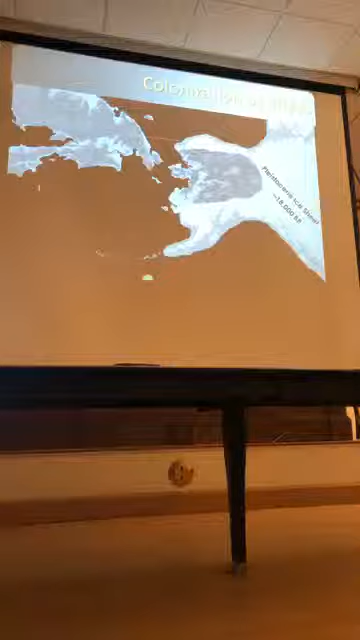 Colonization of
Pleistocene Ice Sheet
~18,000 BP